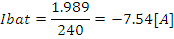 Ibat = 1.989 / 240 = −7.54[A]